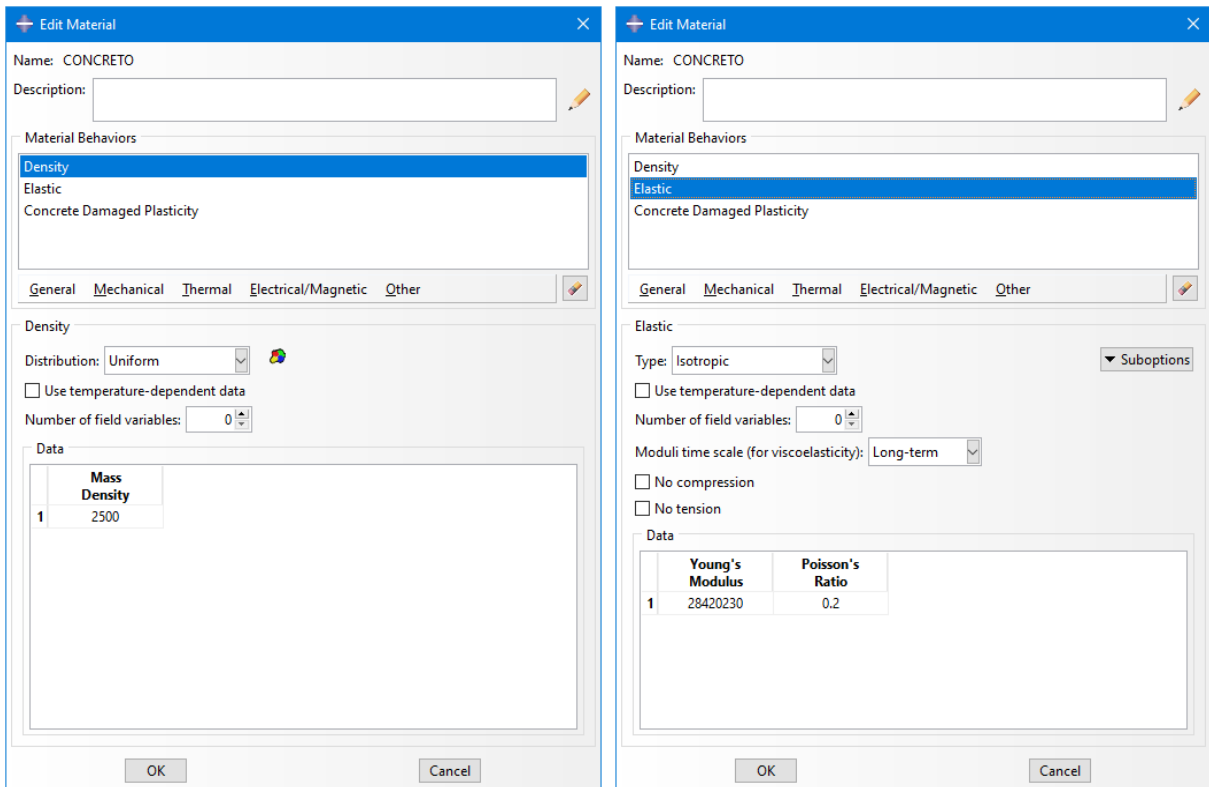 Edit Material
Name: CONCRETO
Description:
Material Behaviors
Density
Elastic
Concrete Damaged Plasticity
General Mechanical Thermal Electrical/Magnetic Other
Density
Distribution: Uniform
Use temperature-dependent data
Number of field variables: 0
Data
Mass
Density
1 2500
OK Cancel
Edit Material
Name: CONCRETO
Description:
Material Behaviors
Density
Elastic
Concrete Damaged Plasticity
General Mechanical Thermal Electrical/Magnetic Other
Elastic
Type: Isotropic Suboptions
Use temperature-dependent data
Number of field variables: 0
Moduli time scale (for viscoelasticity): Long-term
No compression
No tension
Data
Young's Poisson's
Modulus Ratio
1 28420230 0.2
OK Cancel